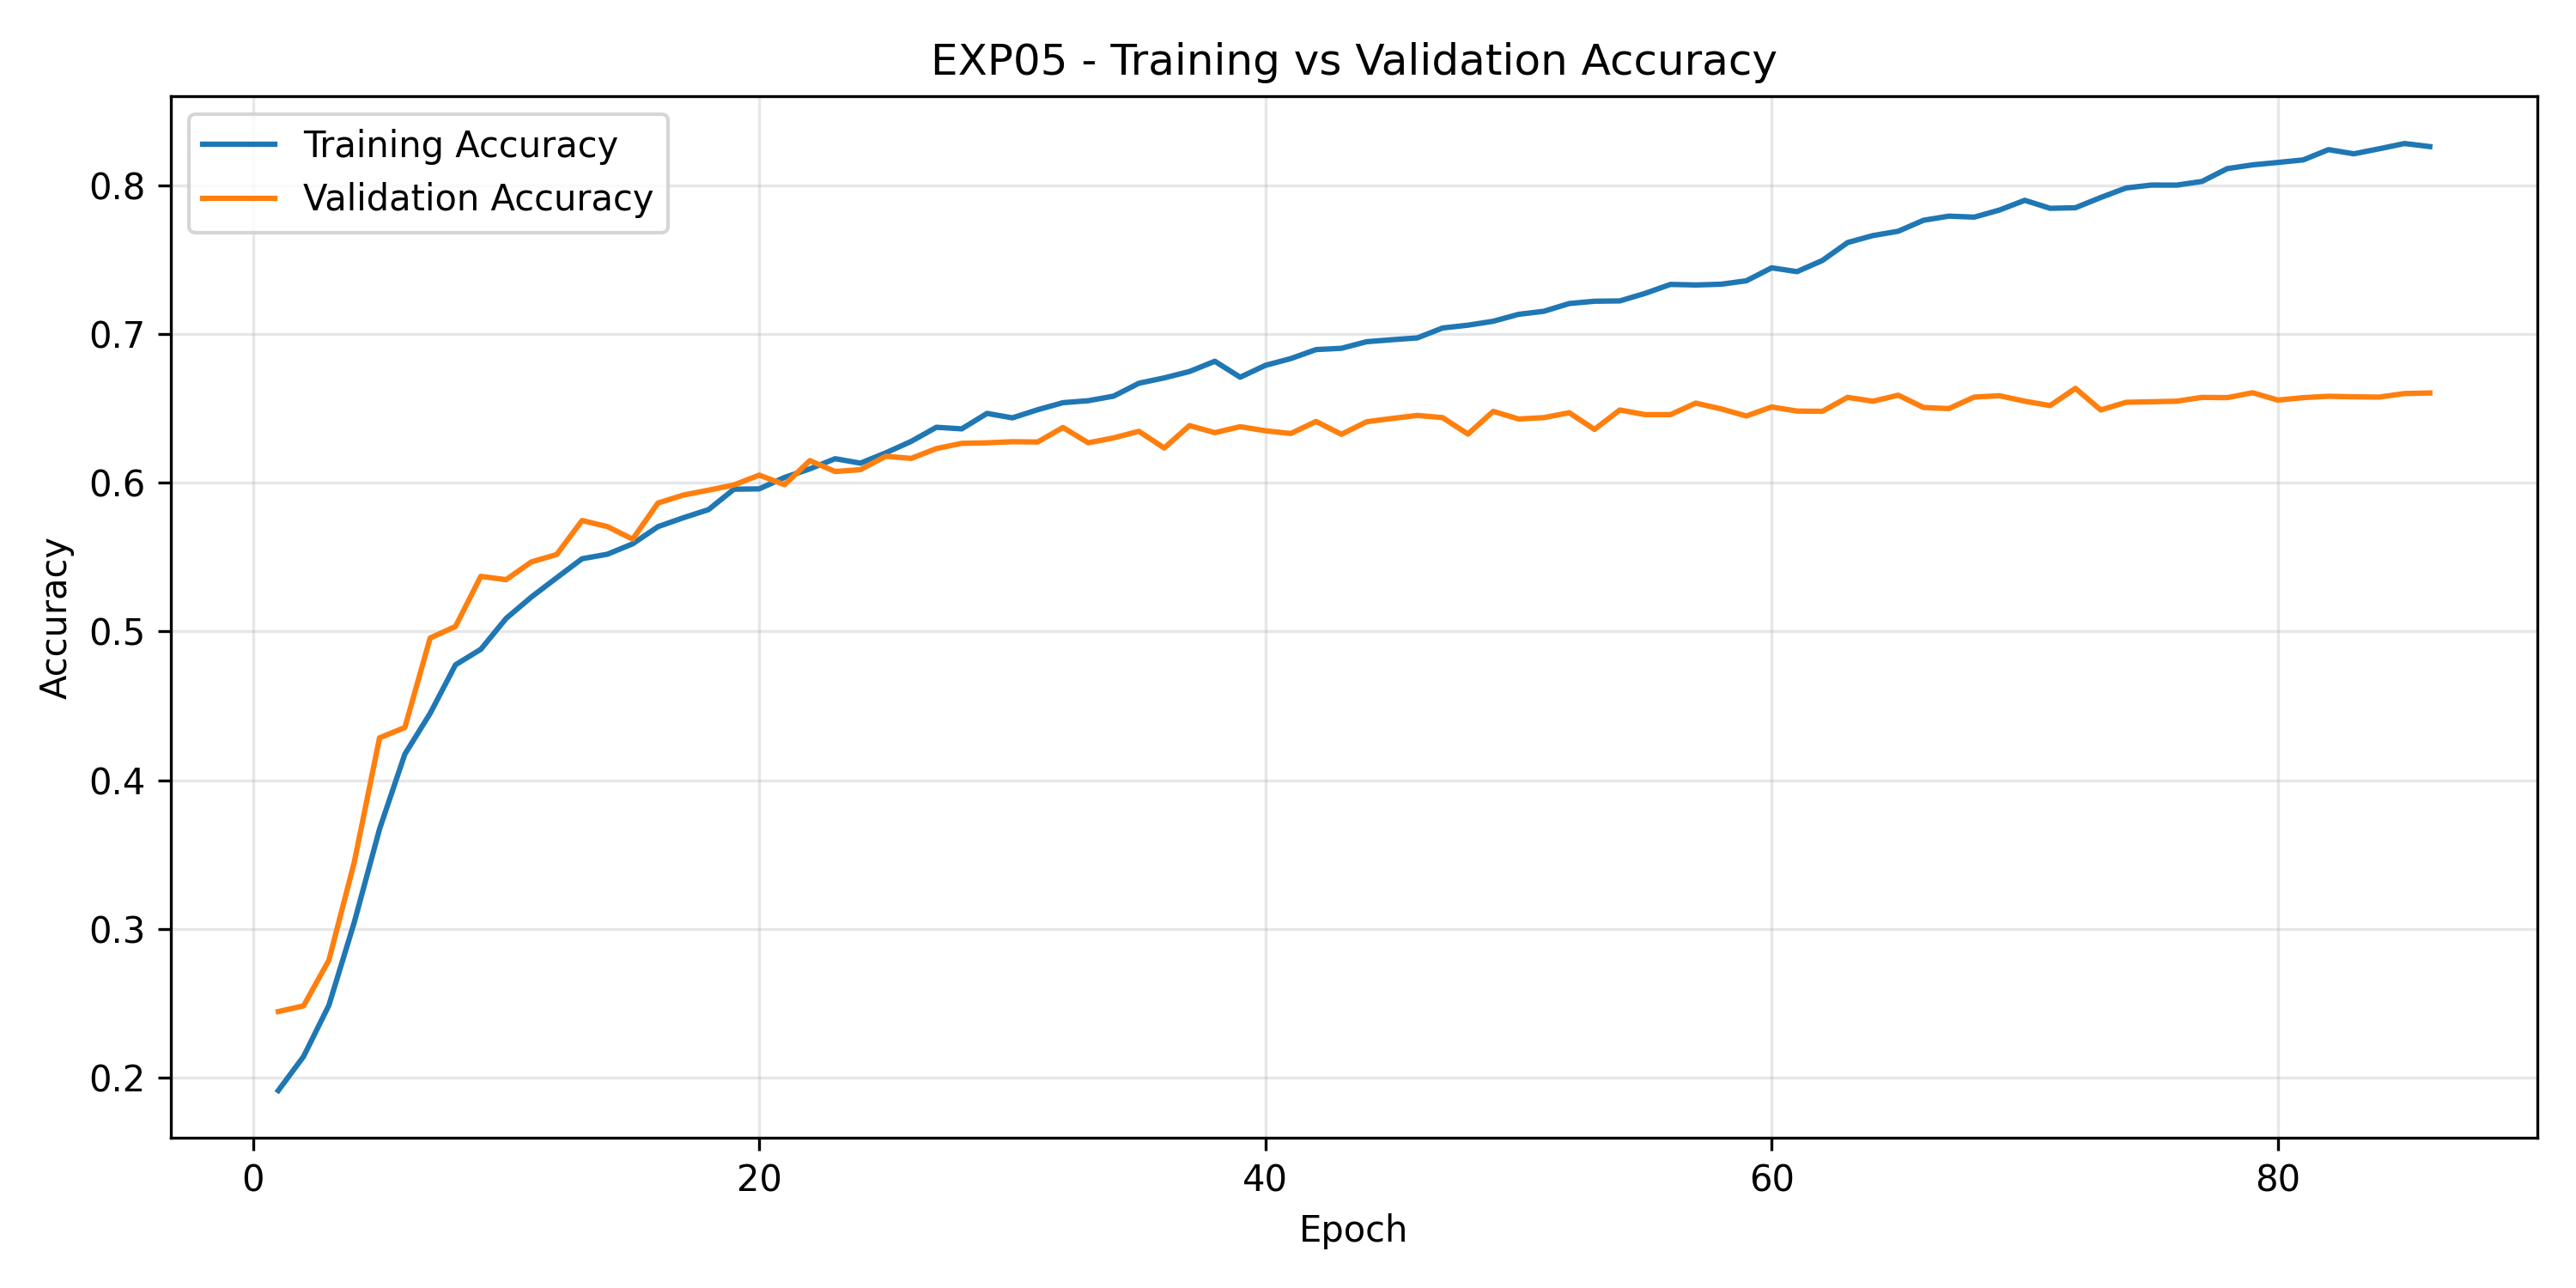 EXP05 - Training vs Validation Accuracy
Training Accuracy
Validation Accuracy
0.8
0.7
0.6
0.5
0.4
0.3
0.2
Accuracy
0 20 40 60 80
Epoch